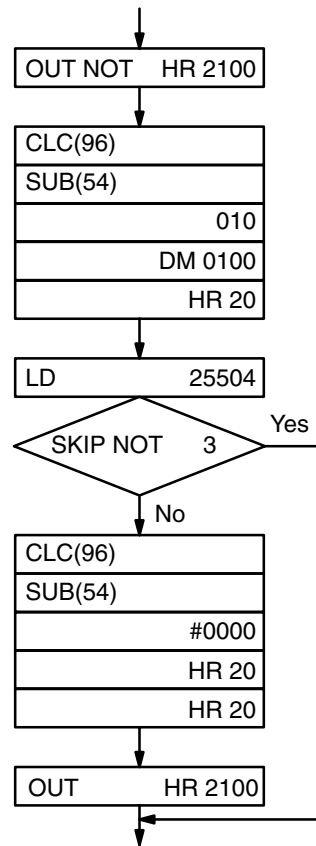 OUT NOT HR 2100
CLC(96)
SUB(54)
010
DM 0100
HR 20
LD 25504
SKIP NOT 3
Yes
No
CLC(96)
SUB(54)
#0000
HR 20
HR 20
OUT HR 2100